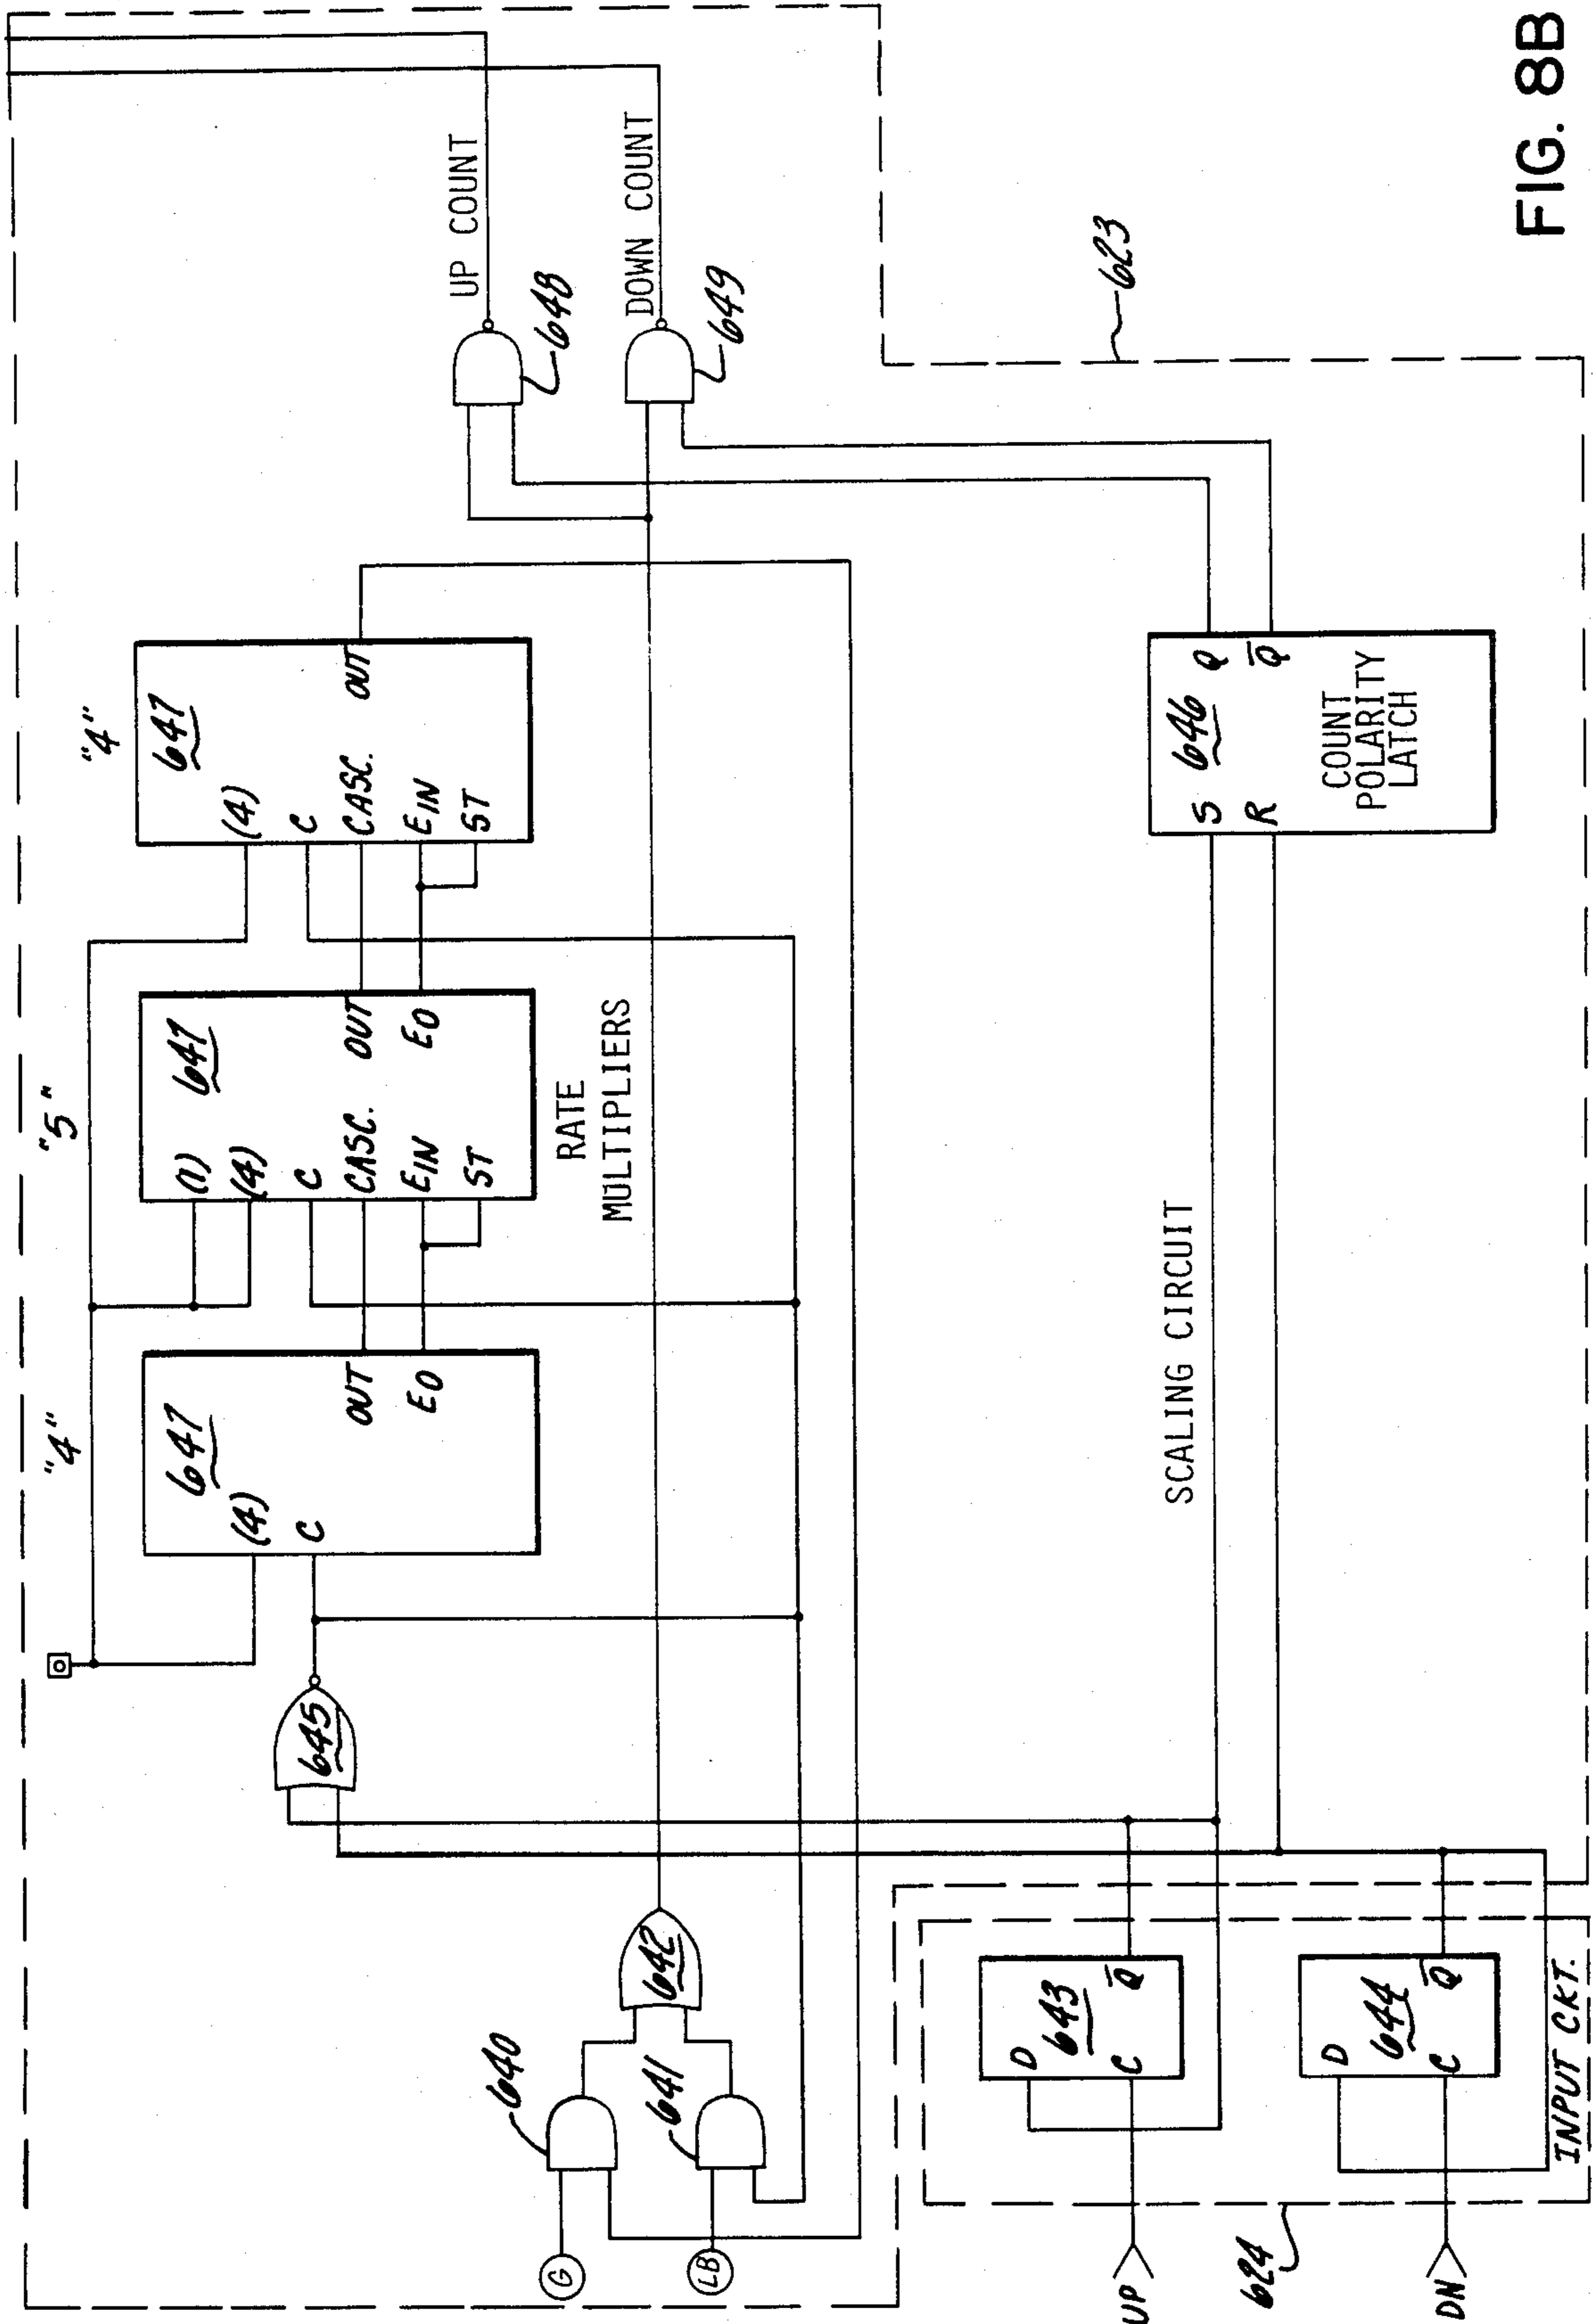 "4"
"5"
"4"
647
(4)
C
OUT
EO
647
(1)
(4)
C
CASC.
EIN
ST
OUT
EO
647
(4)
C
CASC.
EIN
ST
OUT
RATE
MULTIPLIERS
645
UP COUNT
648
DOWN COUNT
649
G
640
LB
641
642
UP
D
643
C
Q
DN
D
644
C
Q
INPUT CKT.
624
SCALING CIRCUIT
S
R
646
Q
Q
COUNT
POLARITY
LATCH
623
FIG. 8B